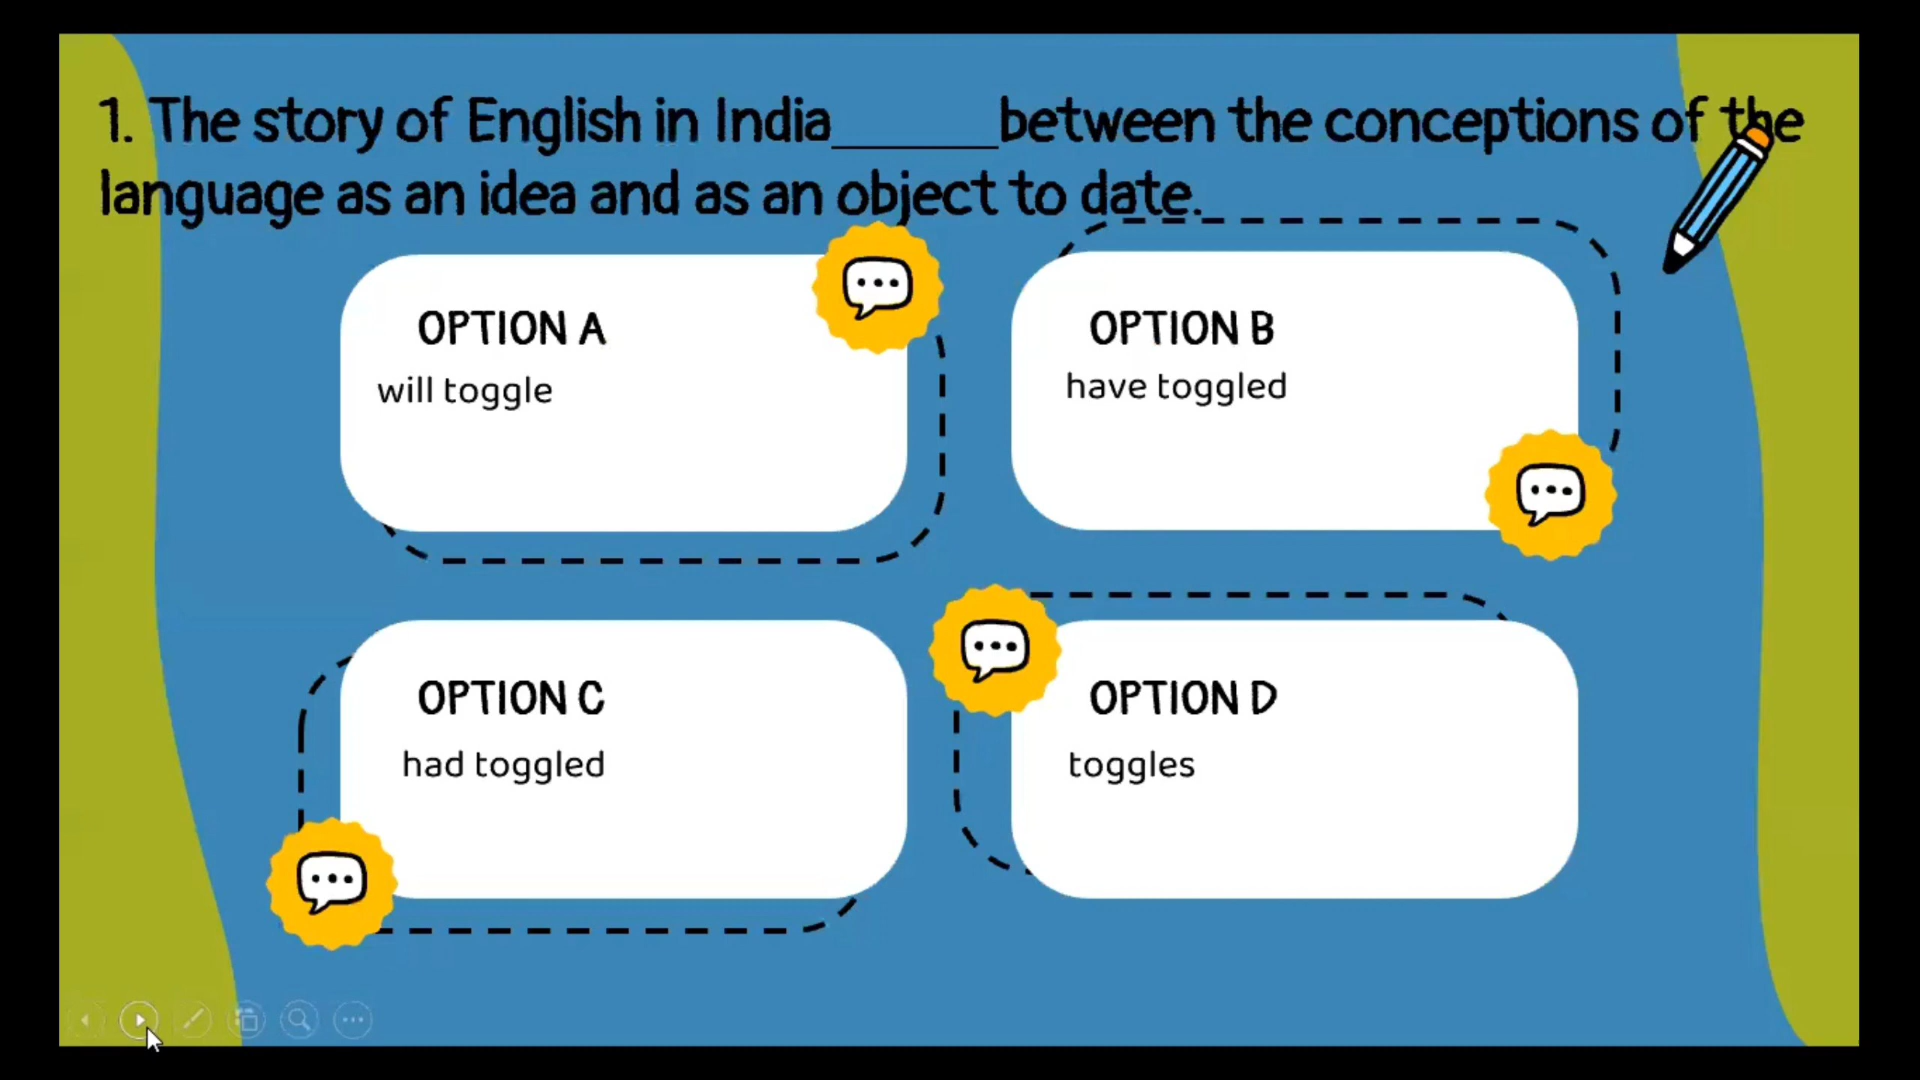 1. The story of English in India______between the conceptions of the
language as an idea and as an object to date.
OPTION A
will toggle
OPTION B
have toggled
OPTION C
had toggled
OPTION D
toggles